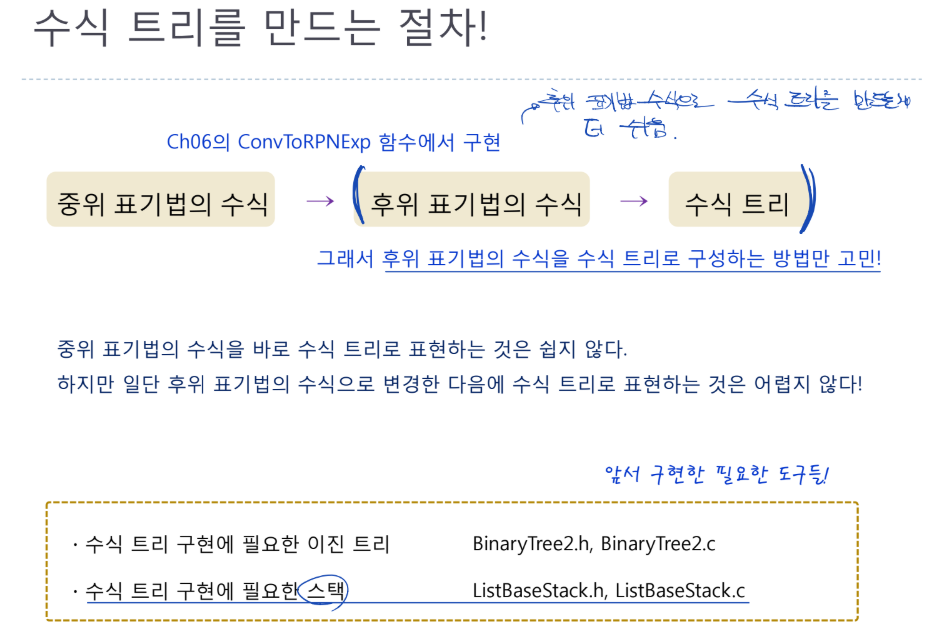 수식 트리를 만드는 절차!
후위 표기법 수식으로 수식 트리를 만드는게
더 쉬움.
Ch06의 ConvToRPNExp 함수에서 구현
중위 표기법의 수식 → 후위 표기법의 수식 → 수식 트리
그래서 후위 표기법의 수식을 수식 트리로 구성하는 방법만 고민!
중위 표기법의 수식을 바로 수식 트리로 표현하는 것은 쉽지 않다.
하지만 일단 후위 표기법의 수식으로 변경한 다음에 수식 트리로 표현하는 것은 어렵지 않다!
앞서 구현한 필요한 도구들!
· 수식 트리 구현에 필요한 이진 트리 BinaryTree2.h, BinaryTree2.c
· 수식 트리 구현에 필요한 스택 ListBaseStack.h, ListBaseStack.c